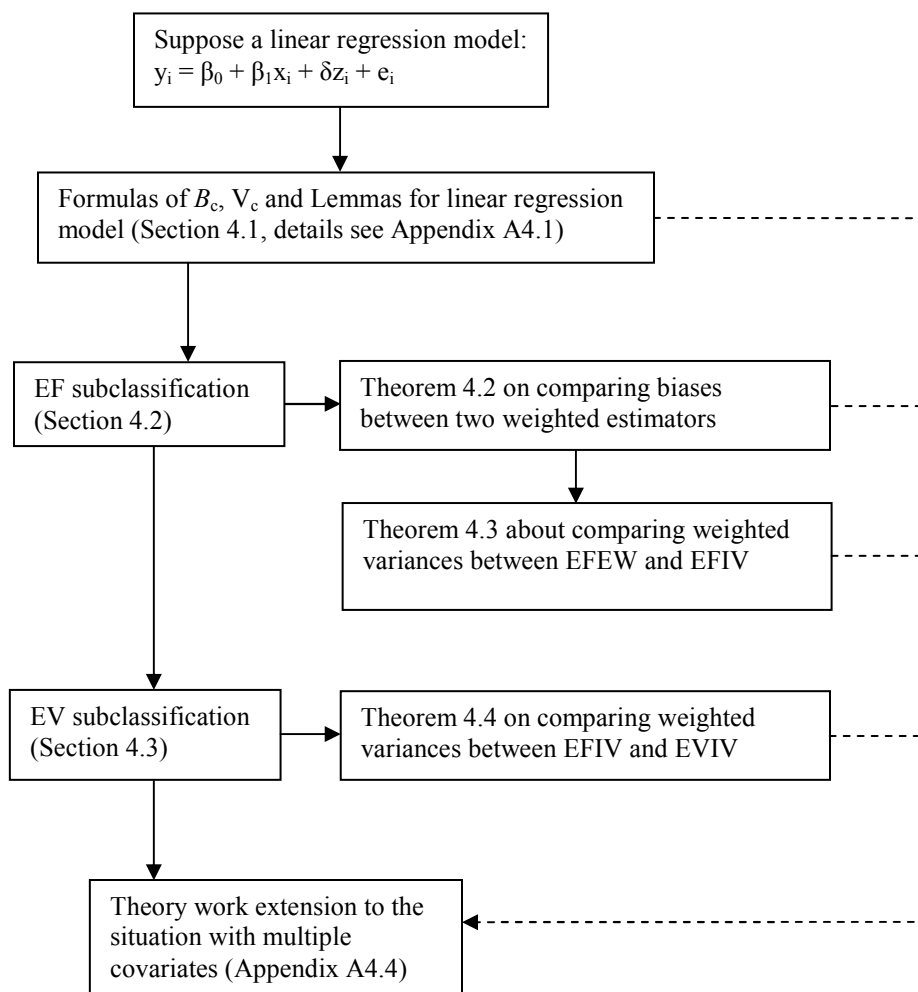 Suppose a linear regression model:
yᵢ = β₀ + β₁xᵢ + δzᵢ + eᵢ
Formulas of B_c, V_c and Lemmas for linear regression
model (Section 4.1, details see Appendix A4.1)
EF subclassification
(Section 4.2)
Theorem 4.2 on comparing biases
between two weighted estimators
Theorem 4.3 about comparing weighted
variances between EFEW and EFIV
EV subclassification
(Section 4.3)
Theorem 4.4 on comparing weighted
variances between EFIV and EVIV
Theory work extension to the
situation with multiple
covariates (Appendix A4.4)